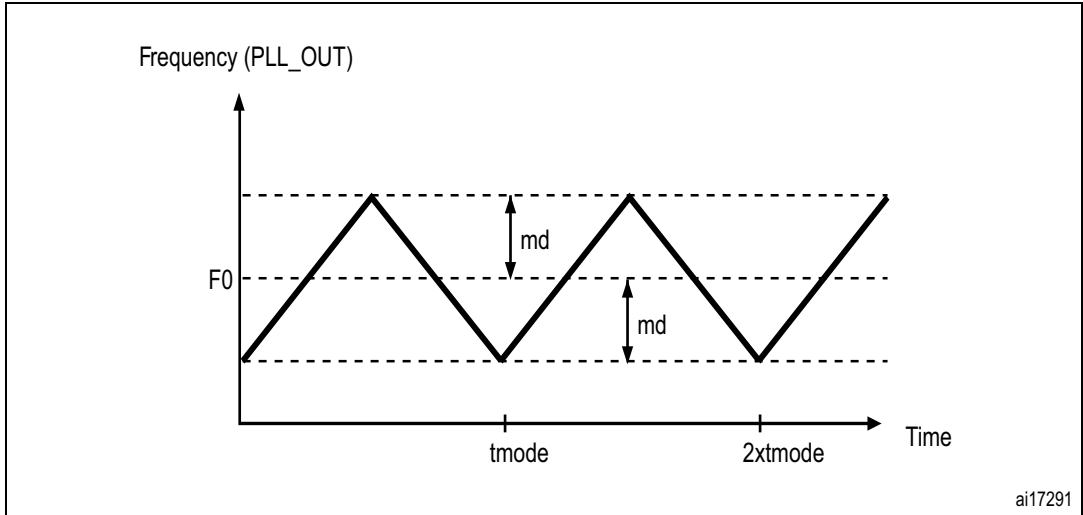 Frequency (PLL_OUT)
md
F0
md
tmode
2xtmode
Time
ai17291